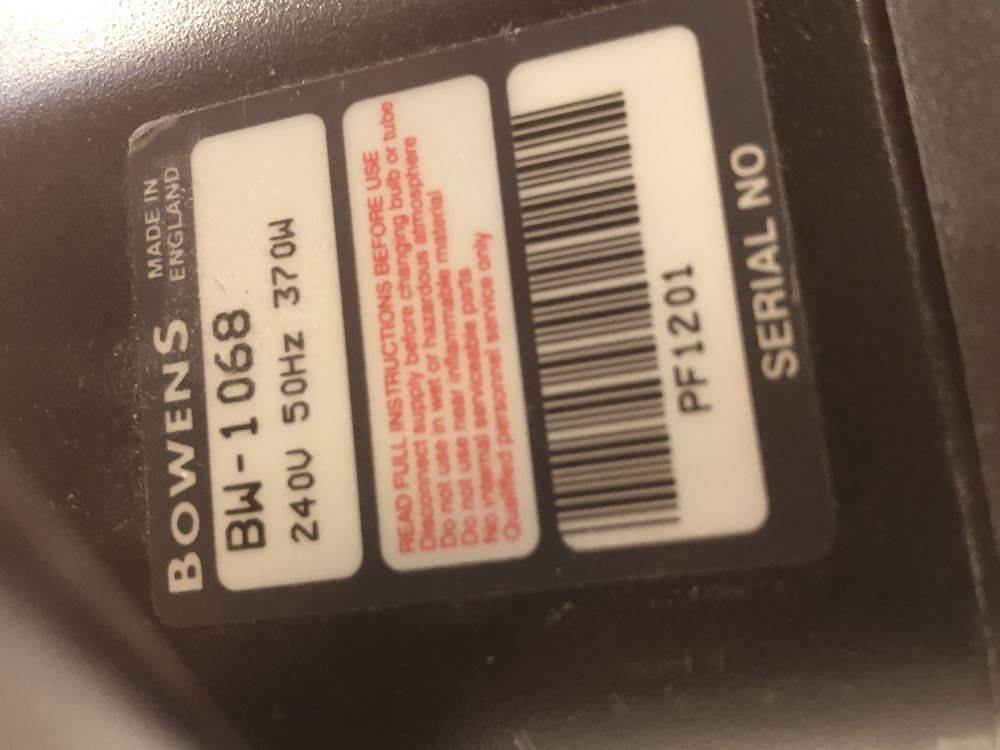 BOWENS MADE IN ENGLAND
BW-1068
240V 50Hz 370W
READ FULL INSTRUCTIONS BEFORE USE
Disconnect supply before changing bulb or tube
Do not use in wet or hazardous atmosphere
Do not use near inflammable material
No internal serviceable parts
Qualified personnel service only
PF1201
SERIAL NO